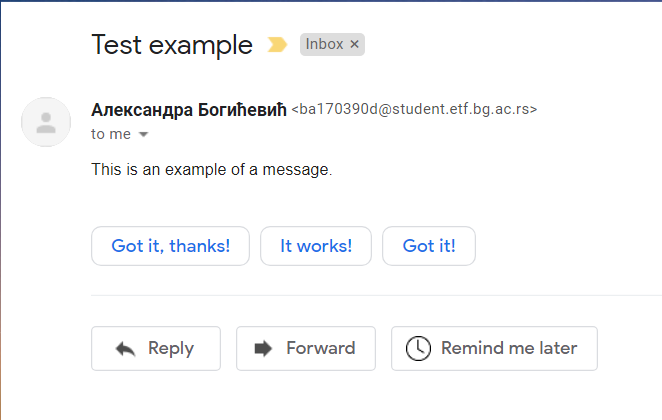 Test example Inbox ×
Александра Богићевић <ba170390d@student.etf.bg.ac.rs>
to me
This is an example of a message.
Got it, thanks! It works! Got it!
Reply Forward Remind me later